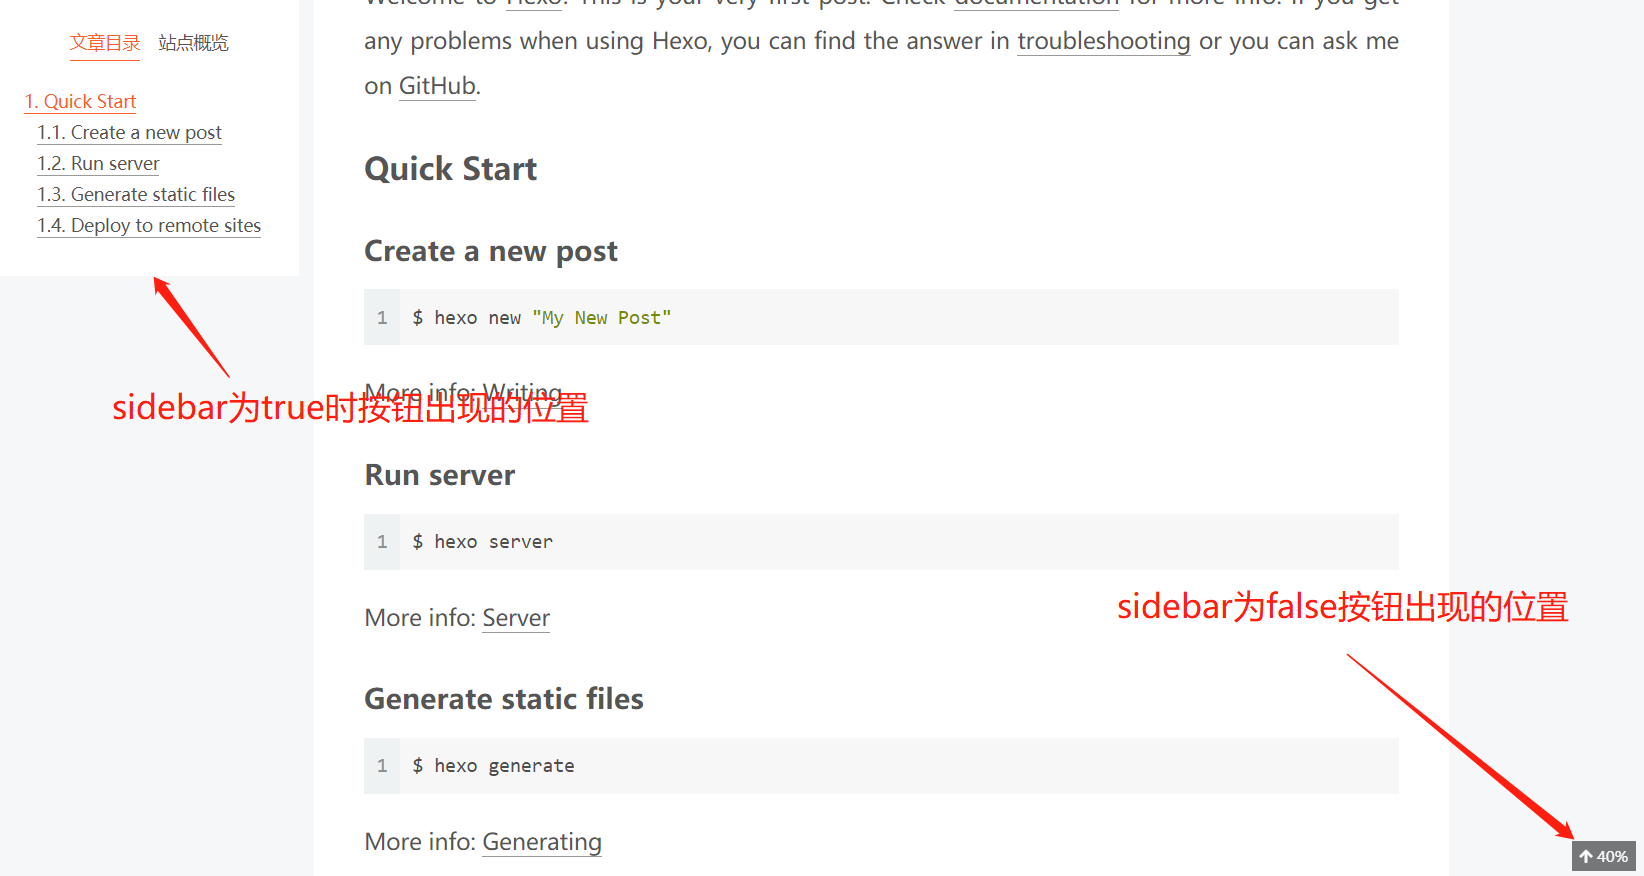 文章目录 站点概览
1. Quick Start
1.1. Create a new post
1.2. Run server
1.3. Generate static files
1.4. Deploy to remote sites
Welcome to Hexo! This is your very first post. Check documentation for more info. If you get
any problems when using Hexo, you can find the answer in troubleshooting or you can ask me
on GitHub.
Quick Start
Create a new post
1 $ hexo new "My New Post"
More info: Writing
sidebar为true时按钮出现的位置
Run server
1 $ hexo server
More info: Server
sidebar为false按钮出现的位置
Generate static files
1 $ hexo generate
More info: Generating
40%